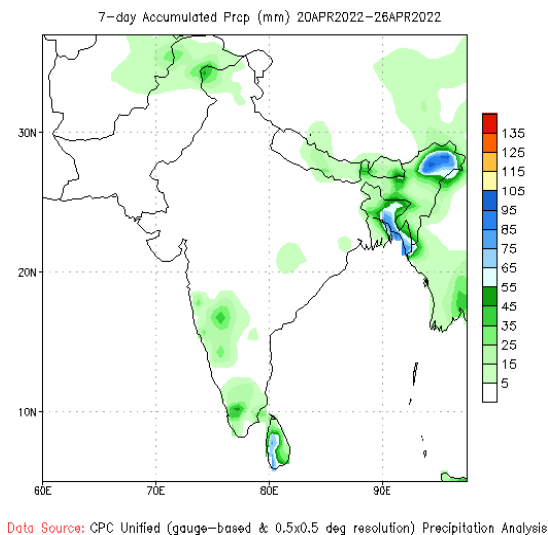 7-day Accumulated Prcp (mm) 20APR2022-26APR2022
30N
20N
10N
60E 70E 80E 90E
135
125
115
105
95
85
75
65
55
45
35
25
15
5
Data Source: CPC Unified (gauge-based & 0.5x0.5 deg resolution) Precipitation Analysis